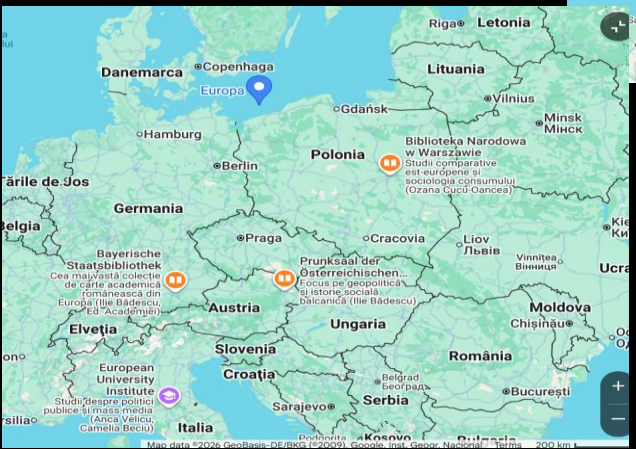 Riga
Letonia
Danemarca
Copenhaga
Lituania
Europa
Vilnius
Gdańsk
Minsk
Мінск
Hamburg
Biblioteka Narodowa
w Warszawie
Studii comparative
est-europene și
sociologia consumului
(Ozana Cucu-Oancea)
Polonia
Berlin
Țările de Jos
Germania
Belgia
Praga
Cracovia
Liov
Львів
Vinnîțea
Вінниця
Bayerische
Staatsbibliothek
Cea mai vastă colecție
de carte academică
românească din
Europa (Ilie Bădescu,
Ed. Academiei)
Prunksaal der
Österreichischen...
Focus pe geopolitică
și istorie socială
balcanică (Ilie Bădescu)
Austria
Moldova
Chișinău
Elveția
Ungaria
Slovenia
România
European
University
Institute
Studii despre politici
publice și mass media
(Anca Velicu,
Camelia Beciu)
Croația
Belgrad
Београд
București
Sarajevo
Serbia
Italia
Podgorița
Kosovo
Bulgaria
Map data ©2026 GeoBasis-DE/BKG (©2009), Google, Inst. Geogr. Nacional
Terms
200 km